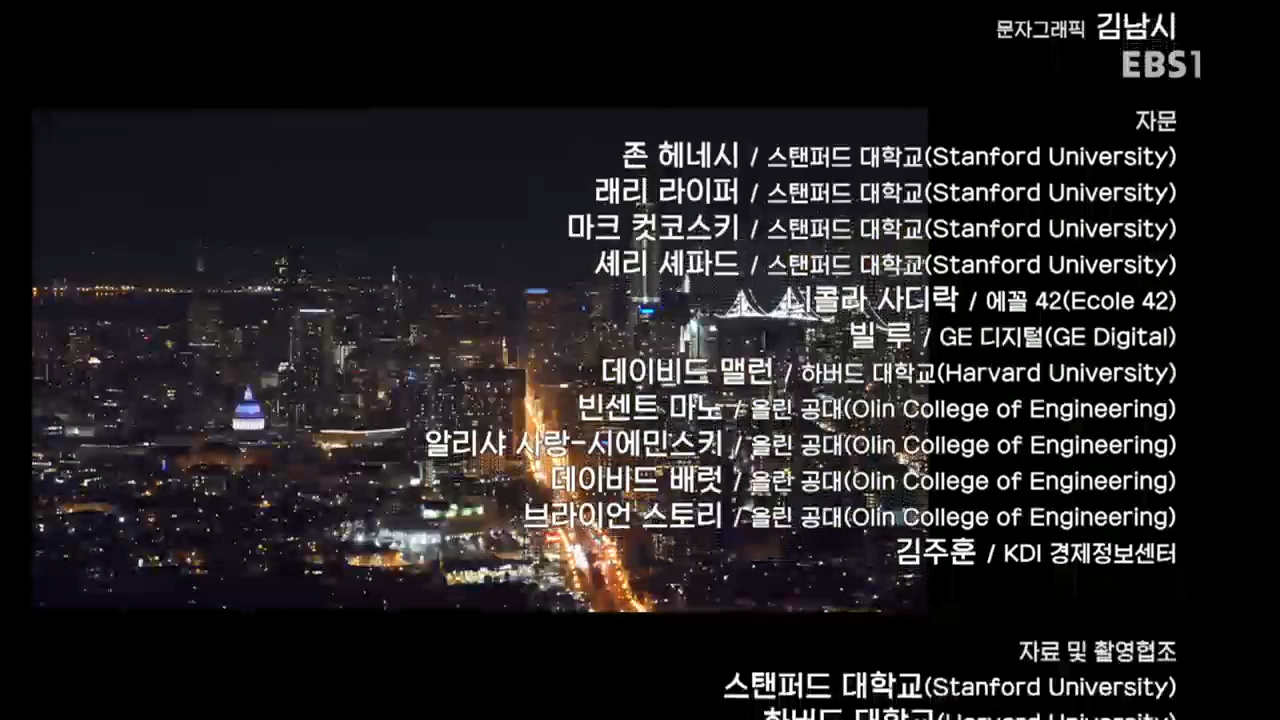 문자그래픽 김남시
EBS1
자문
존 헤네시 / 스탠퍼드 대학교(Stanford University)
래리 라이퍼 / 스탠퍼드 대학교(Stanford University)
마크 컷코스키 / 스탠퍼드 대학교(Stanford University)
셰리 셰파드 / 스탠퍼드 대학교(Stanford University)
니콜라 사디락 / 에꼴 42(Ecole 42)
빌 루 / GE 디지털(GE Digital)
데이비드 맬런 / 하버드 대학교(Harvard University)
빈센트 마노 / 올린 공대(Olin College of Engineering)
알리샤 사랑-서에민스키 / 올린 공대(Olin College of Engineering)
데이비드 배럿 / 올린 공대(Olin College of Engineering)
브라이언 스토리 / 올린 공대(Olin College of Engineering)
김주훈 / KDI 경제정보센터
자료 및 촬영협조
스탠퍼드 대학교(Stanford University)
하버드 대학교(Harvard University)